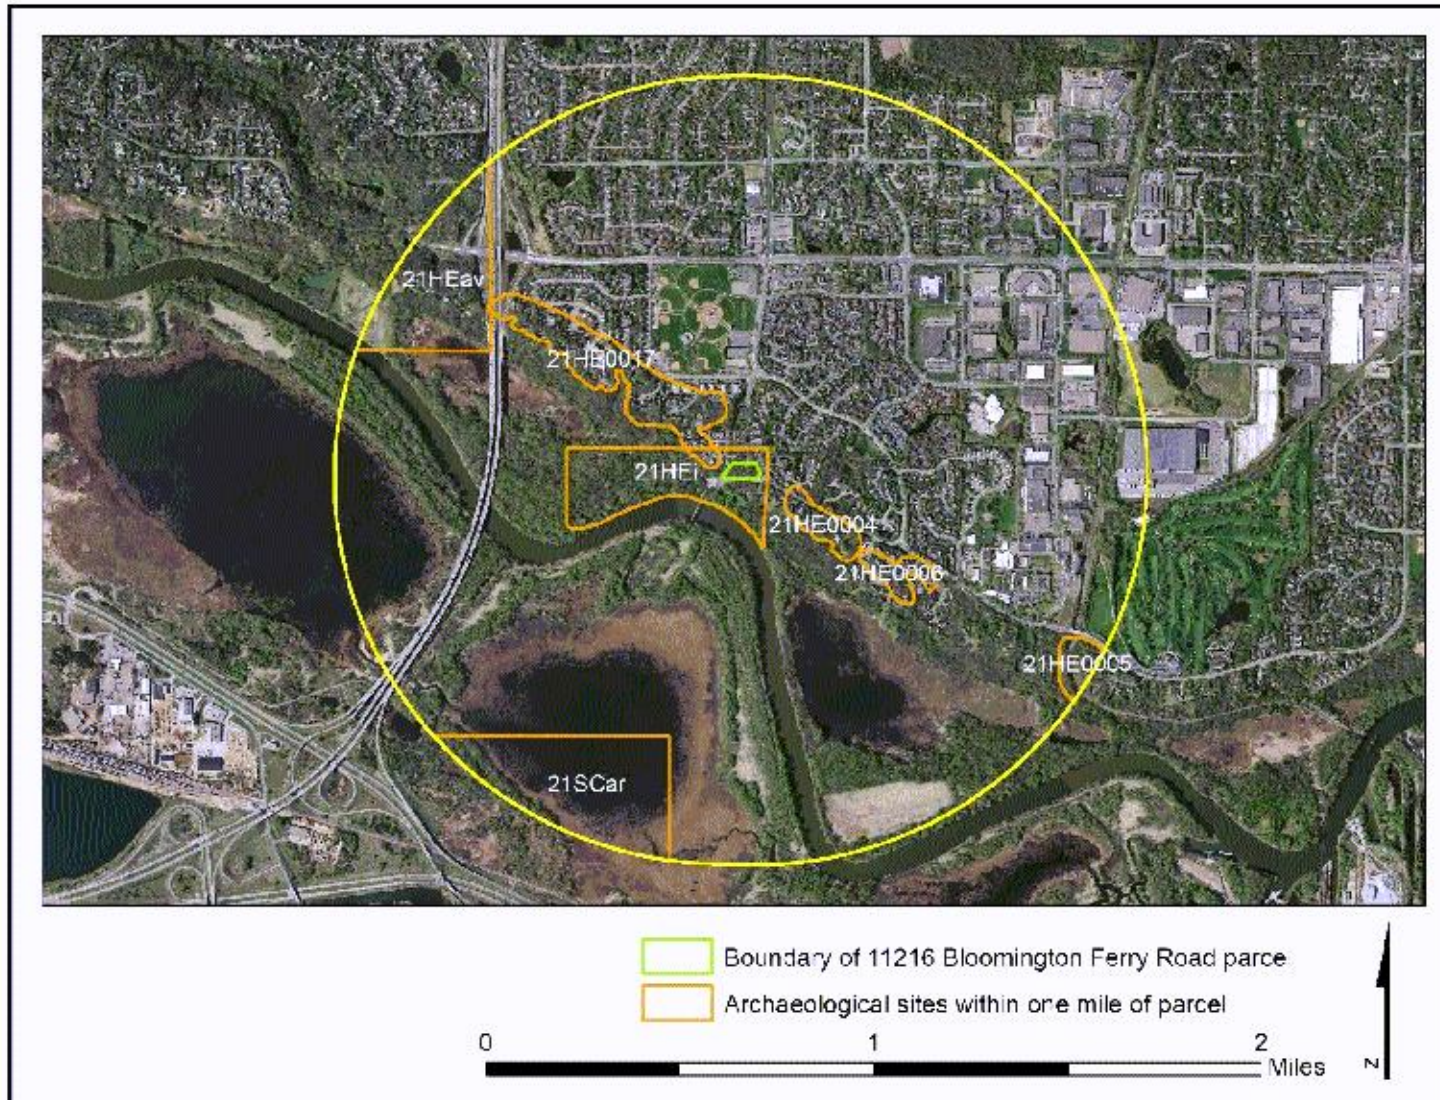 21HEav
21HE0017
21HEi
21HE0004
21HE0006
21HE0005
21SCar
Boundary of 11216 Bloomington Ferry Road parce
Archaeological sites within one mile of parcel
0 1 2
Miles
N